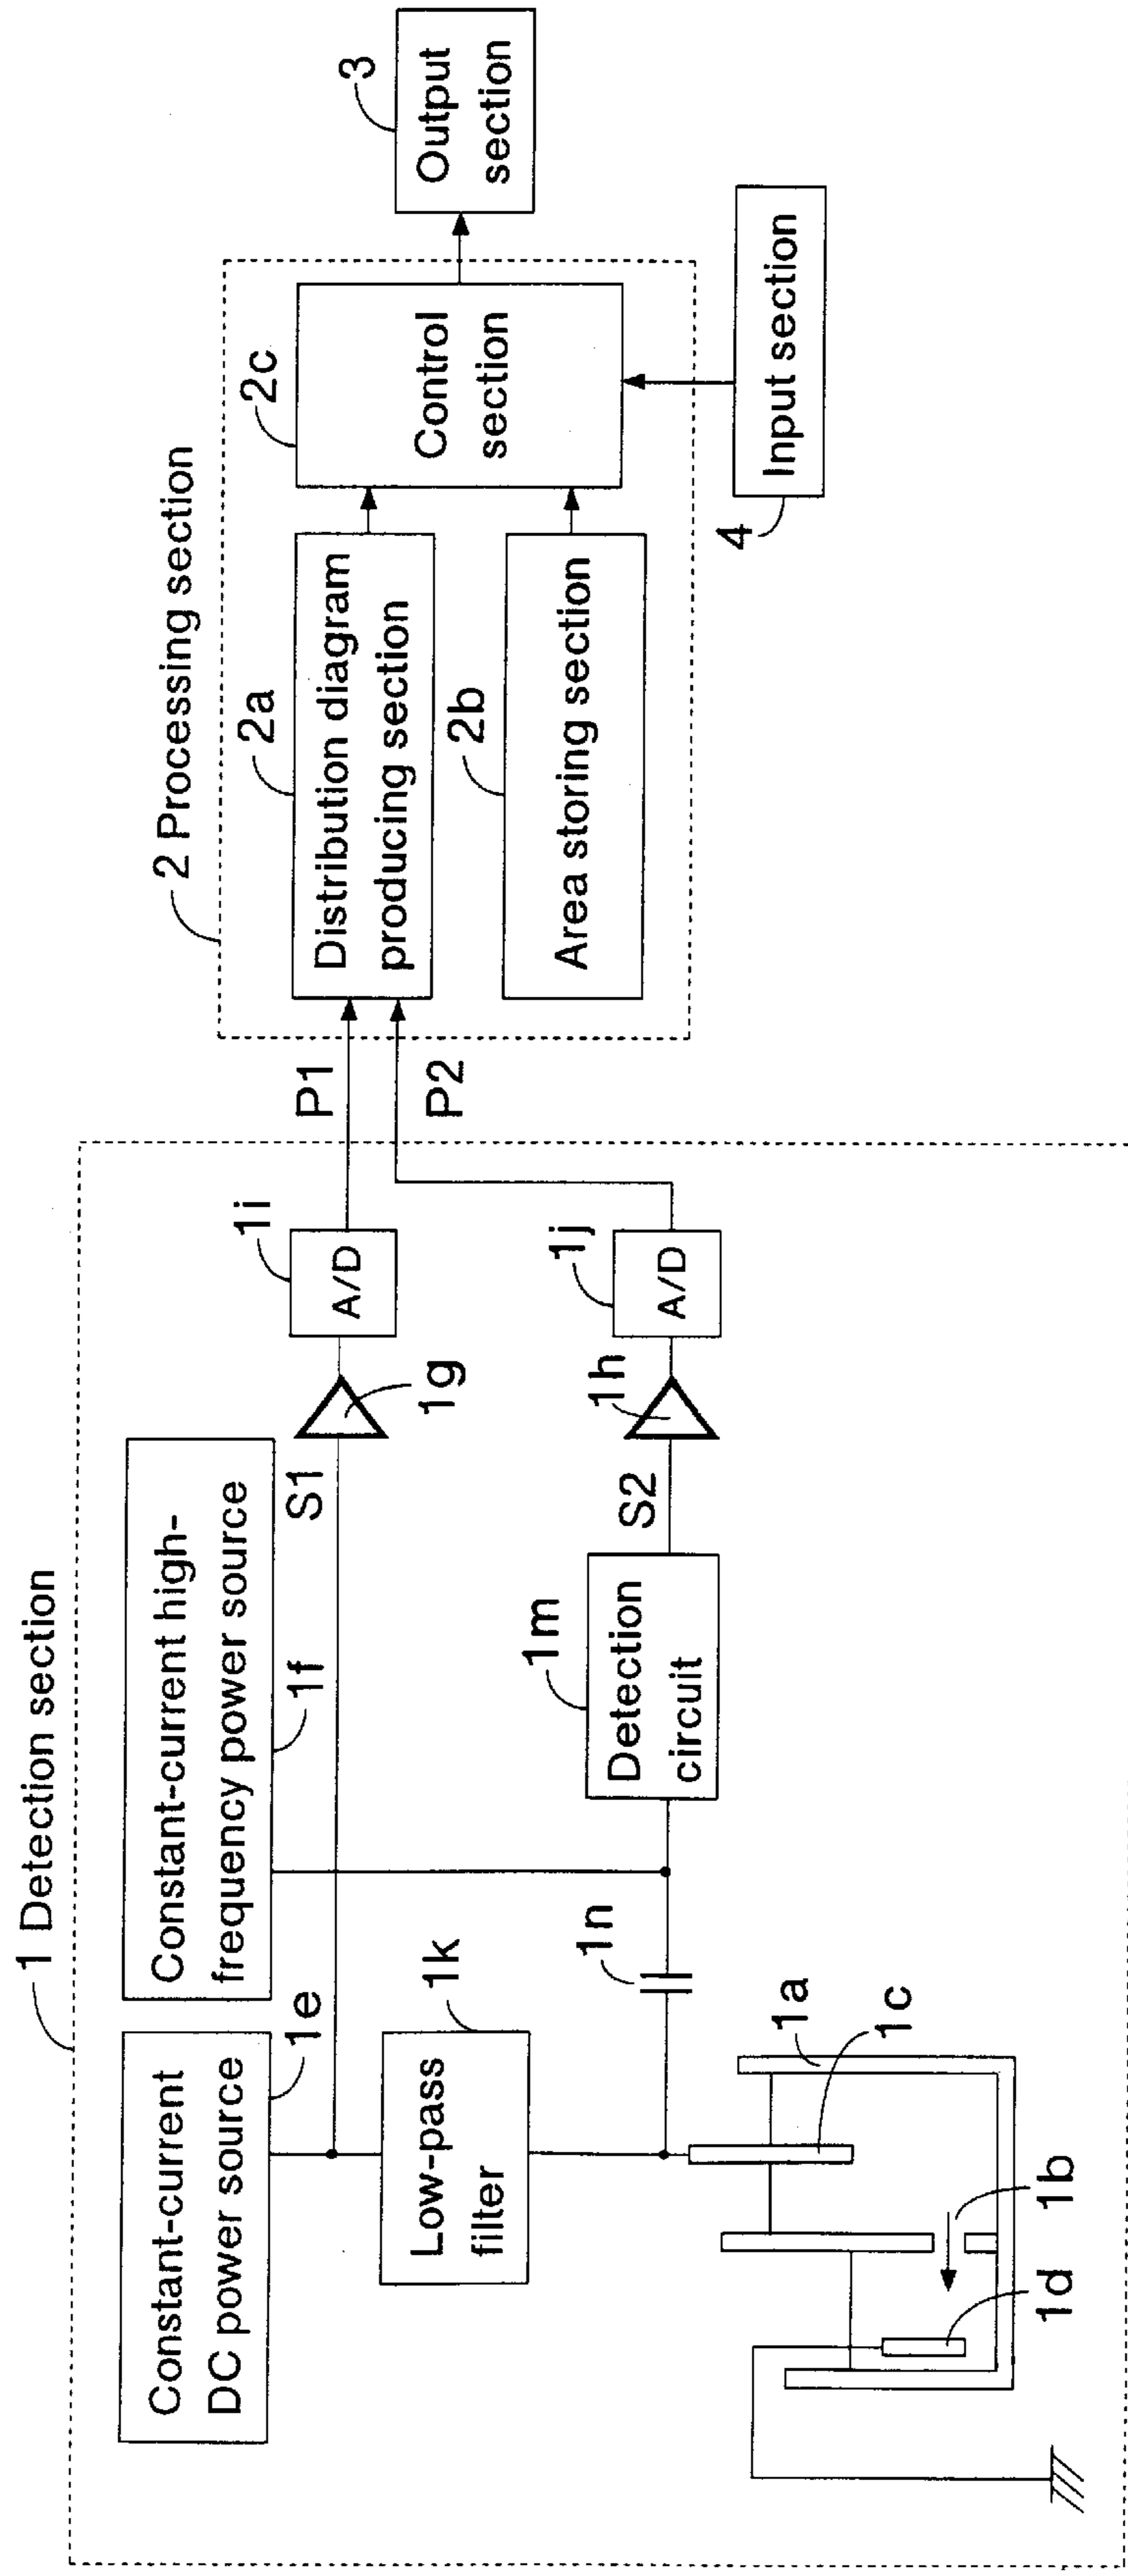 1 Detection section
Constant-current
DC power source
1e
Constant-current high-
frequency power source
1f
S1
1g
1i
A/D
P1
Low-pass
filter
1k
1n
1m
Detection
circuit
S2
1h
1j
A/D
P2
1a
1c
1b
1d
2 Processing section
2a
Distribution diagram
producing section
2b
Area storing section
2c
Control
section
3
Output
section
4
Input section